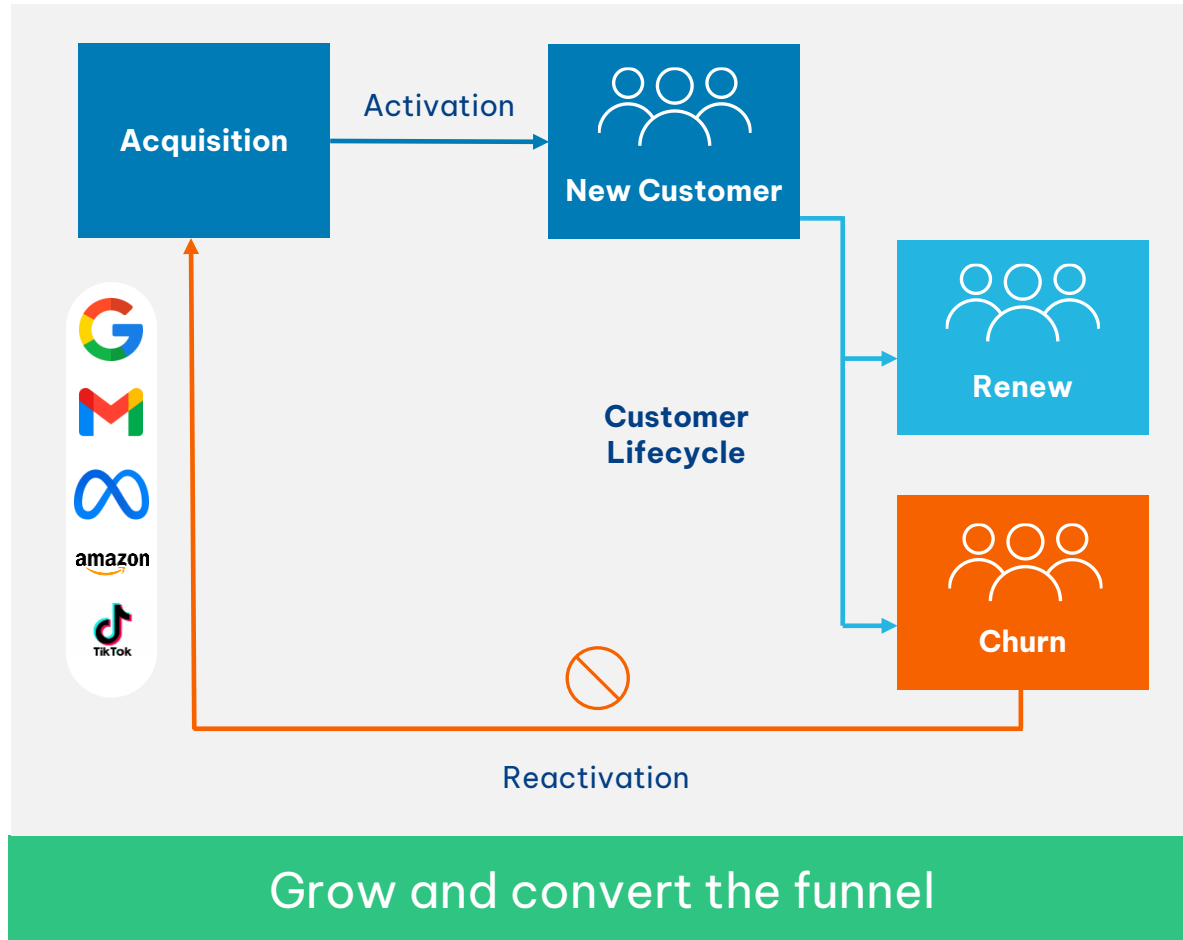 Acquisition
Activation
New Customer
Renew
Customer
Lifecycle
amazon
TikTok
Churn
Reactivation
Grow and convert the funnel